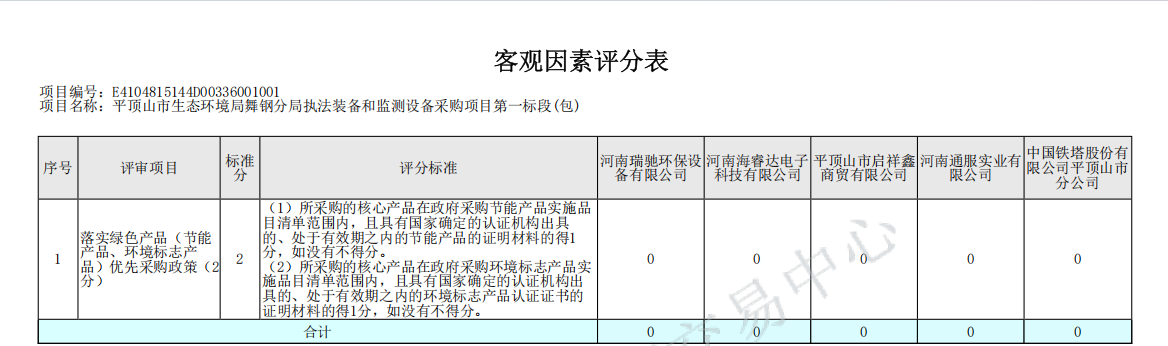 客观因素评分表
项目编号：E4104815144D00336001001
项目名称：平顶山市生态环境局舞钢分局执法装备和监测设备采购项目第一标段(包)
序号
评审项目
标准
分
评分标准
河南瑞驰环保设
备有限公司
河南海睿达电子
科技有限公司
平顶山市启祥鑫
商贸有限公司
河南通服实业有
限公司
中国铁塔股份有
限公司平顶山市
分公司
1
落实绿色产品（节能
产品、环境标志产
品）优先采购政策（2
分）
2
（1）所采购的核心产品在政府采购节能产品实施品
目清单范围内，且具有国家确定的认证机构出具
的、处于有效期之内的节能产品的证明材料的得1
分，如没有不得分。
（2）所采购的核心产品在政府采购环境标志产品实
施品目清单范围内，且具有国家确定的认证机构出
具的、处于有效期之内的环境标志产品认证证书的
证明材料的得1分，如没有不得分。
0
0
0
0
0
合计
0
0
0
0
0
交易中心